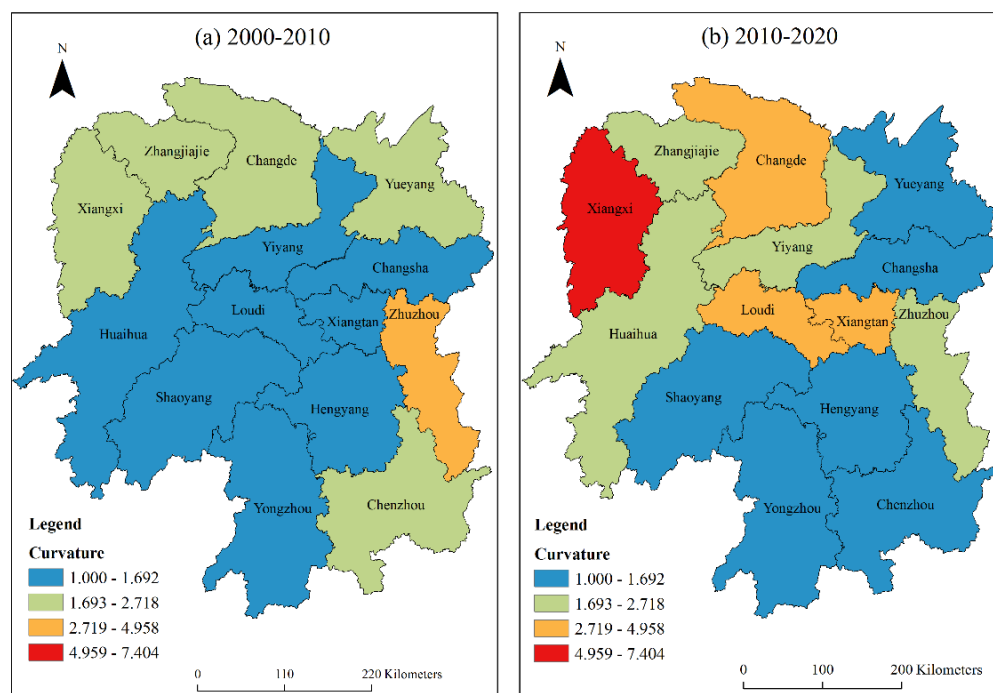 (a) 2000-2010
N
Zhangjiajie
Changde
Yueyang
Xiangxi
Yiyang
Changsha
Loudi
Xiangtan
Zhuzhou
Huaihua
Shaoyang
Hengyang
Yongzhou
Chenzhou
Legend
Curvature
1.000 - 1.692
1.693 - 2.718
2.719 - 4.958
4.959 - 7.404
0 110 220 Kilometers
(b) 2010-2020
N
Zhangjiajie
Changde
Yueyang
Xiangxi
Yiyang
Changsha
Loudi
Xiangtan
Zhuzhou
Huaihua
Shaoyang
Hengyang
Yongzhou
Chenzhou
Legend
Curvature
1.000 - 1.692
1.693 - 2.718
2.719 - 4.958
4.959 - 7.404
0 100 200 Kilometers